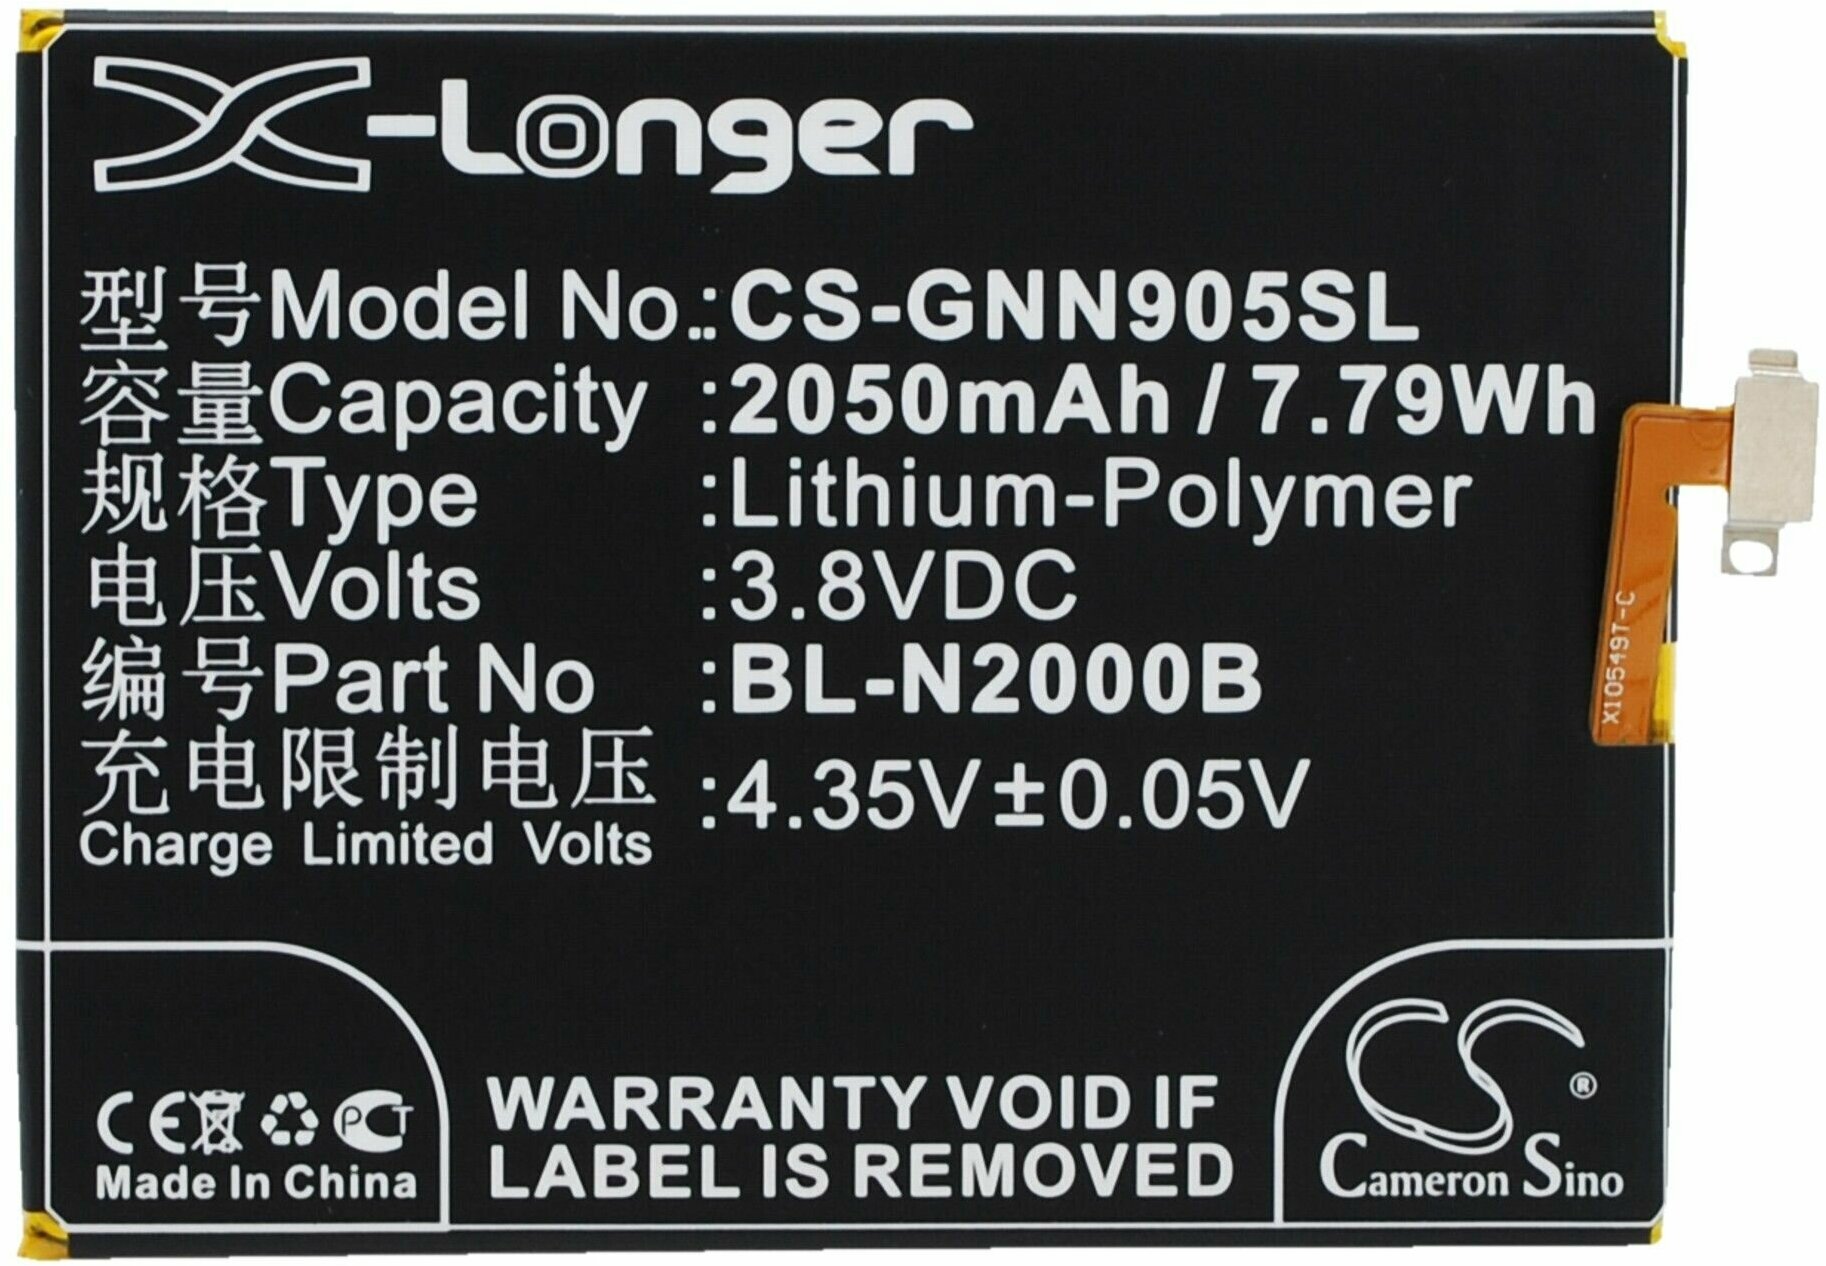 X-Longer
型号Model No.:CS-GNN905SL
容量Capacity :2050mAh / 7.79Wh
规格Type :Lithium-Polymer
电压Volts :3.8VDC
编号Part No :BL-N2000B
充电限制电压 :4.35V±0.05V
Charge Limited Volts
X10549T-C
CE PCT
Made In China
WARRANTY VOID IF
LABEL IS REMOVED
CS ®
Cameron Sino